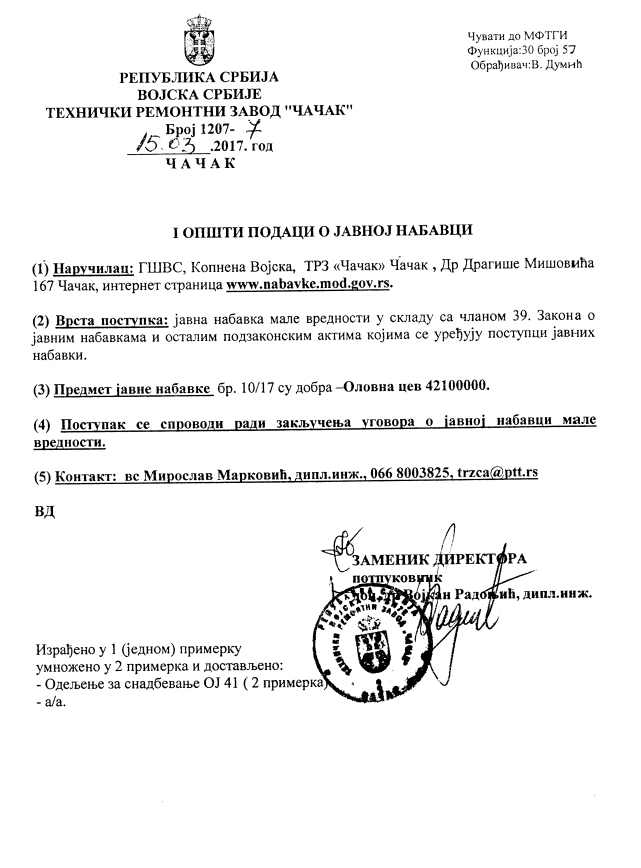 Чувати до МФТГИ
Функција:30 број 57
Обрађивач:В. Думић
РЕПУБЛИКА СРБИЈА
ВОЈСКА СРБИЈЕ
ТЕХНИЧКИ РЕМОНТНИ ЗАВОД "ЧАЧАК"
Број 1207- 7
15.03.2017. год
Ч А Ч А К
I ОПШТИ ПОДАЦИ О ЈАВНОЈ НАБАВЦИ
(1) Наручилац: ГШВС, Копнена Војска, ТРЗ «Чачак» Чачак , Др Драгише Мишовића
167 Чачак, интернет страница www.nabavke.mod.gov.rs.
(2) Врста поступка: јавна набавка мале вредности у складу са чланом 39. Закона о
јавним набавкама и осталим подзаконским актима којима се уређују поступци јавних
набавки.
(3) Предмет јавне набавке бр. 10/17 су добра –Оловна цев 42100000.
(4) Поступак се спроводи ради закључења уговора о јавној набавци мале
вредности.
(5) Контакт: вс Мирослав Марковић, дипл.инж., 066 8003825, trzca@ptt.rs
ВД
ЗАМЕНИК ДИРЕКТОРА
потпуковник
Војкан Радоњић, дипл.инж.
Израђено у 1 (једном) примерку
умножено у 2 примерка и достављено:
- Одељење за снадбевање ОЈ 41 ( 2 примерка)
- а/а.